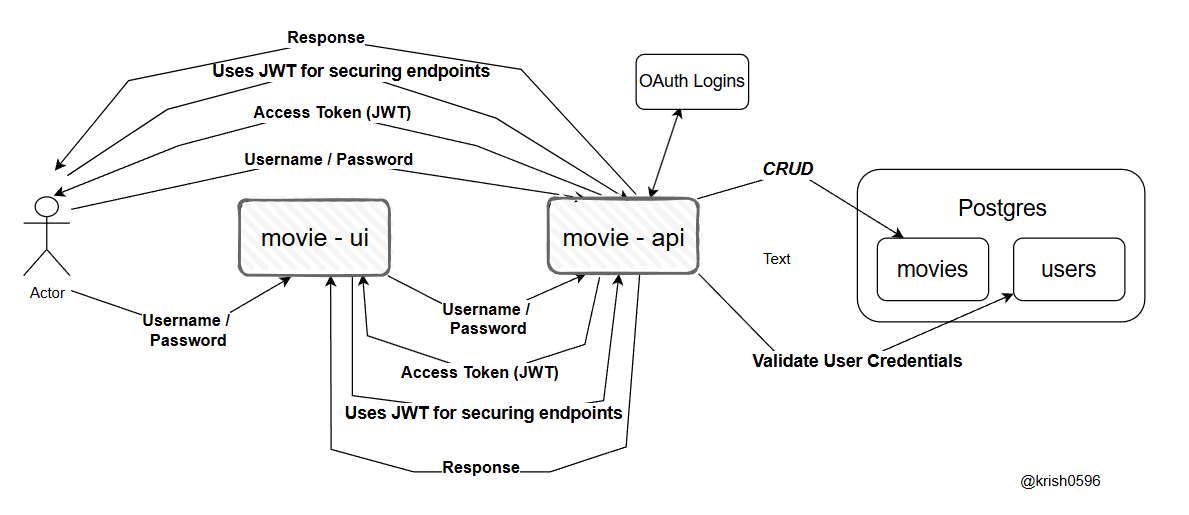 Response
Uses JWT for securing endpoints
OAuth Logins
Access Token (JWT)
Username / Password
CRUD
Postgres
movie - ui
movie - api
movies
users
Text
Actor
Username /
Password
Username /
Password
Validate User Credentials
Access Token (JWT)
Uses JWT for securing endpoints
Response
@krish0596